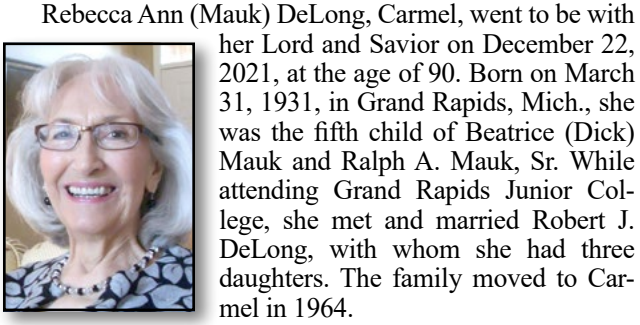 Rebecca Ann (Mauk) DeLong, Carmel, went to be with
her Lord and Savior on December 22,
2021, at the age of 90. Born on March
31, 1931, in Grand Rapids, Mich., she
was the fifth child of Beatrice (Dick)
Mauk and Ralph A. Mauk, Sr. While
attending Grand Rapids Junior Col-
lege, she met and married Robert J.
DeLong, with whom she had three
daughters. The family moved to Car-
mel in 1964.